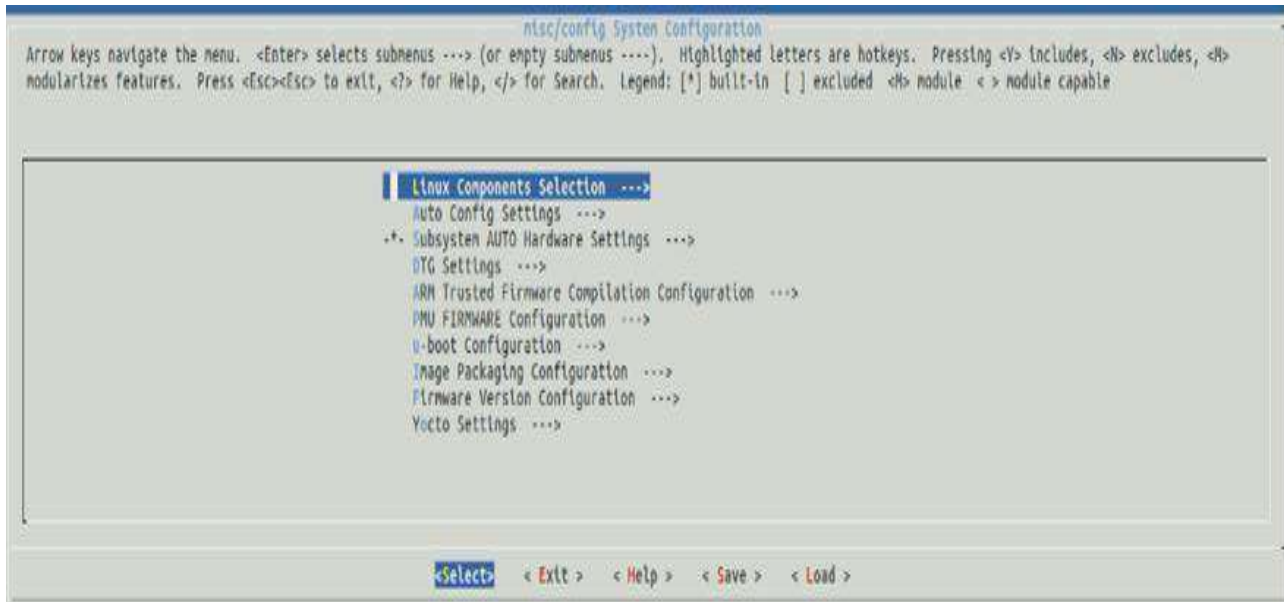 misc/config System Configuration
Arrow keys navigate the menu. <Enter> selects submenus ---> (or empty submenus ----). Highlighted letters are hotkeys. Pressing <Y> includes, <N> excludes, <M>
modularizes features. Press <Esc><Esc> to exit, <?> for Help, </> for Search. Legend: [*] built-in [ ] excluded <M> module < > module capable
Linux Components Selection --->
Auto Config Settings --->
-*- Subsystem AUTO Hardware Settings --->
DTG Settings --->
ARM Trusted Firmware Compilation Configuration --->
PMU FIRMWARE Configuration --->
u-boot Configuration --->
Image Packaging Configuration --->
Firmware Version Configuration --->
Yocto Settings --->
<Select> < Exit > < Help > < Save > < Load >